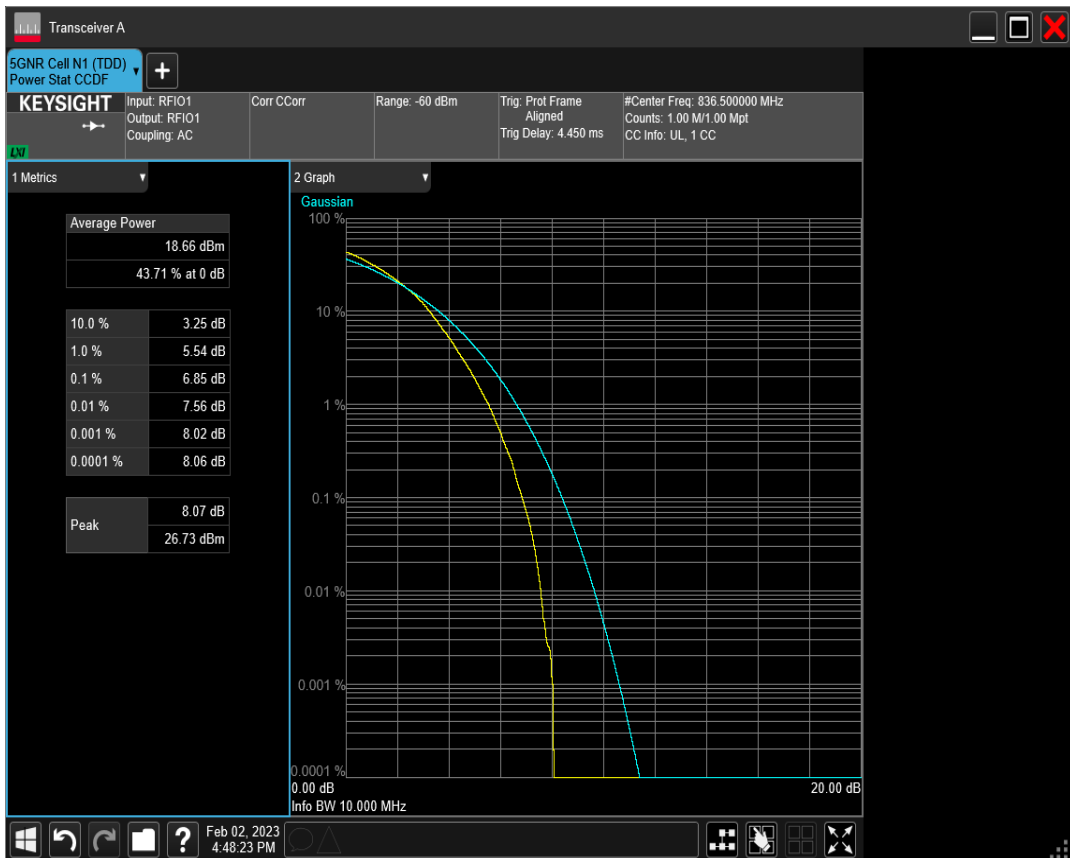 Transceiver A
5GNR Cell N1 (TDD)
Power Stat CCDF
KEYSIGHT
LXI
Input: RFIO1
Output: RFIO1
Coupling: AC
Corr CCorr
Range: -60 dBm
Trig: Prot Frame
Aligned
Trig Delay: 4.450 ms
#Center Freq: 836.500000 MHz
Counts: 1.00 M/1.00 Mpt
CC Info: UL, 1 CC
1 Metrics
Average Power
18.66 dBm
43.71 % at 0 dB
10.0 % 3.25 dB
1.0 % 5.54 dB
0.1 % 6.85 dB
0.01 % 7.56 dB
0.001 % 8.02 dB
0.0001 % 8.06 dB
Peak 8.07 dB
26.73 dBm
2 Graph
Gaussian
100 %
10 %
1 %
0.1 %
0.01 %
0.001 %
0.0001 %
0.00 dB 20.00 dB
Info BW 10.000 MHz
?
Feb 02, 2023
4:48:23 PM